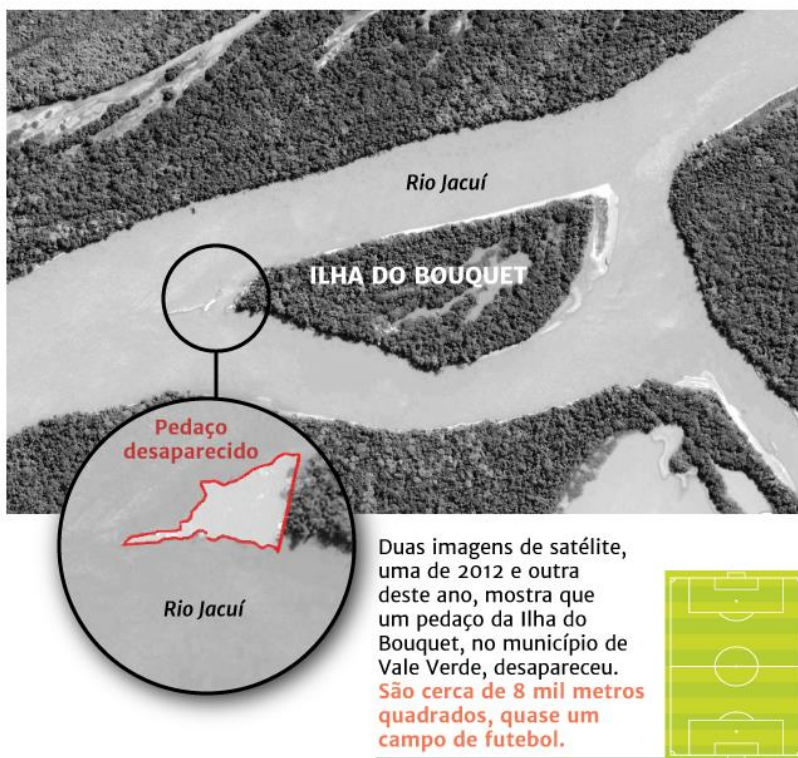 Rio Jacuí
ILHA DO BOUQUET
Pedaço
desaparecido
Rio Jacuí
Duas imagens de satélite,
uma de 2012 e outra
deste ano, mostra que
um pedaço da Ilha do
Bouquet, no município de
Vale Verde, desapareceu.
São cerca de 8 mil metros
quadrados, quase um
campo de futebol.